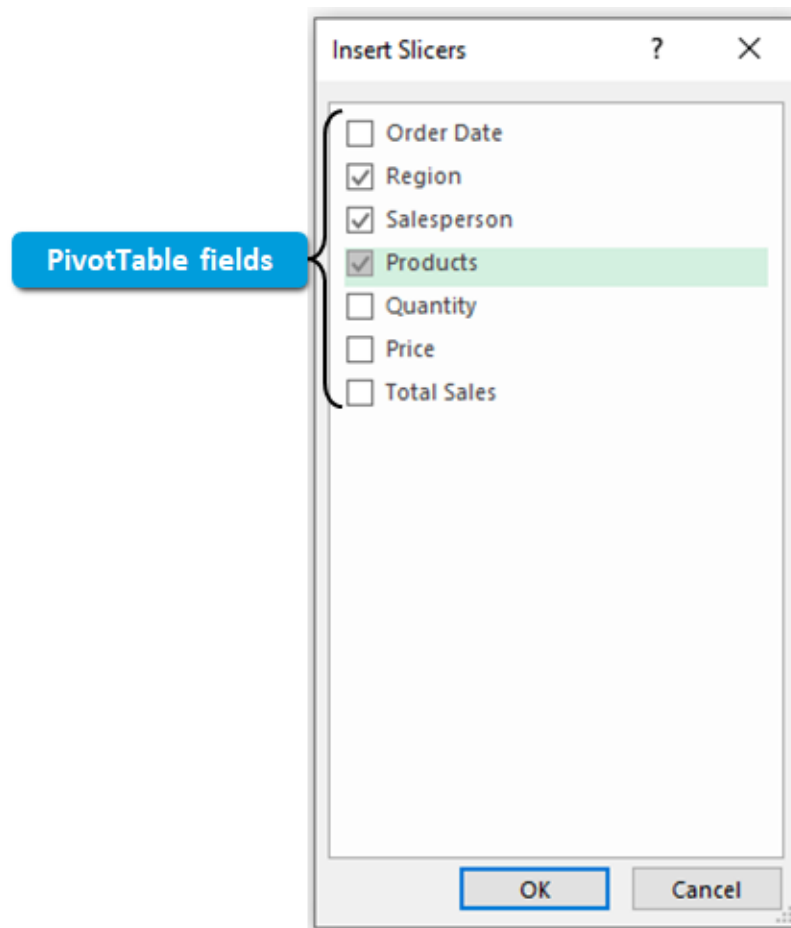 Insert Slicers ?
Order Date
Region
Salesperson
PivotTable fields
Products
Quantity
Price
Total Sales
OK Cancel